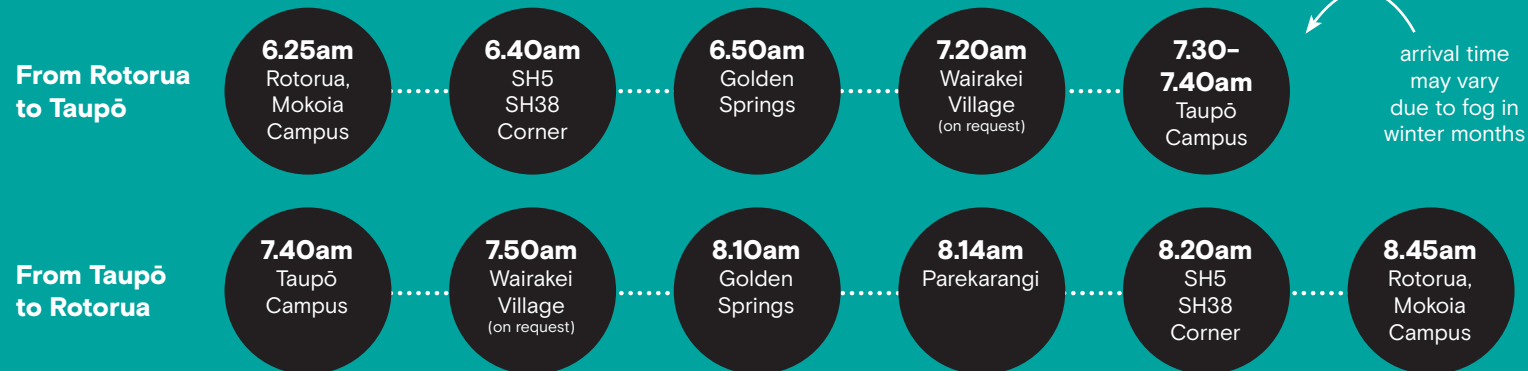 From Rotorua
to Taupō
6.25am
Rotorua,
Mokoia
Campus
6.40am
SH5
SH38
Corner
6.50am
Golden
Springs
7.20am
Wairakei
Village
(on request)
7.30–
7.40am
Taupō
Campus
arrival time
may vary
due to fog in
winter months
From Taupō
to Rotorua
7.40am
Taupō
Campus
7.50am
Wairakei
Village
(on request)
8.10am
Golden
Springs
8.14am
Parekarangi
8.20am
SH5
SH38
Corner
8.45am
Rotorua,
Mokoia
Campus